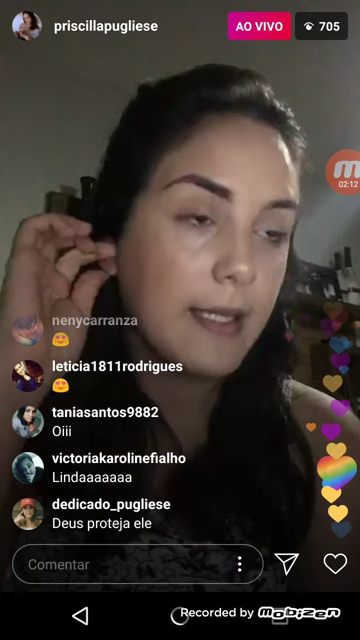 priscillapugliese
AO VIVO
705
02:12
nenycarranza
😍
leticia1811rodrigues
😍
taniasantos9882
Oiii
victoriakarolinefialho
Lindaaaaaaa
dedicado_pugliese
Deus proteja ele
Comentar
Recorded by mobizen